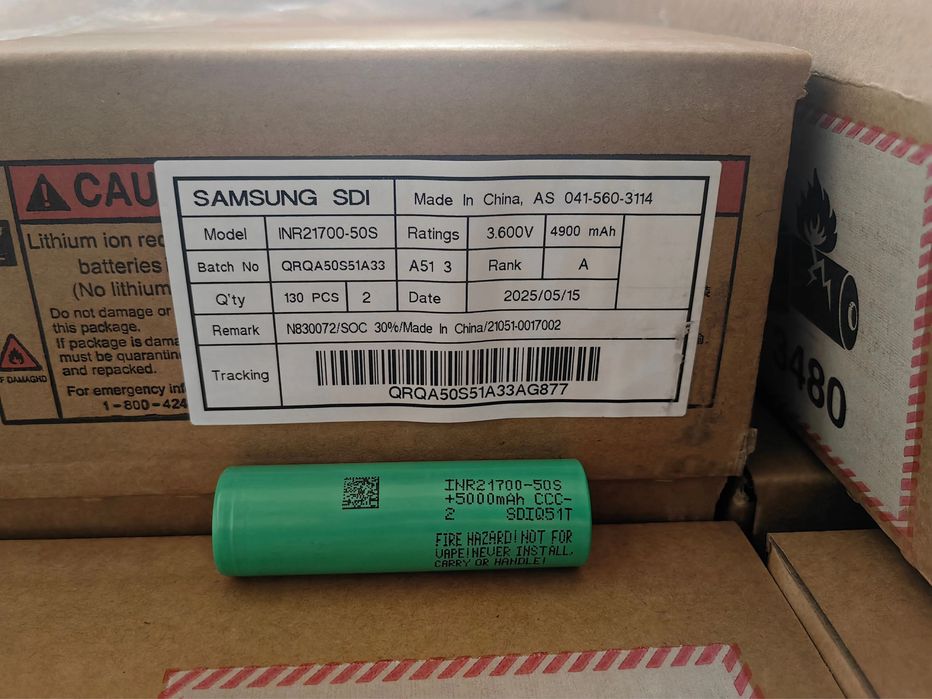 CAU
Lithium ion rec
batteries
(No lithium
Do not damage or
this package.
If package is dama
must be quarantin
and repacked.
For emergency inf
1-800-424
F DAMAGED
SAMSUNG SDI
Made In China, AS 041-560-3114
Model INR21700-50S Ratings 3.600V 4900 mAh
Batch No QRQA50S51A33 A51 3 Rank A
Q'ty 130 PCS 2 Date 2025/05/15
Remark N830072/SOC 30%/Made In China/21051-0017002
Tracking
QRQA50S51A33AG877
3480
INR21700-50S
+5000mAh CCC-
2 SDIQ51T
FIRE HAZARD!NOT FOR
VAPE!NEVER INSTALL,
CARRY OR HANDLE!